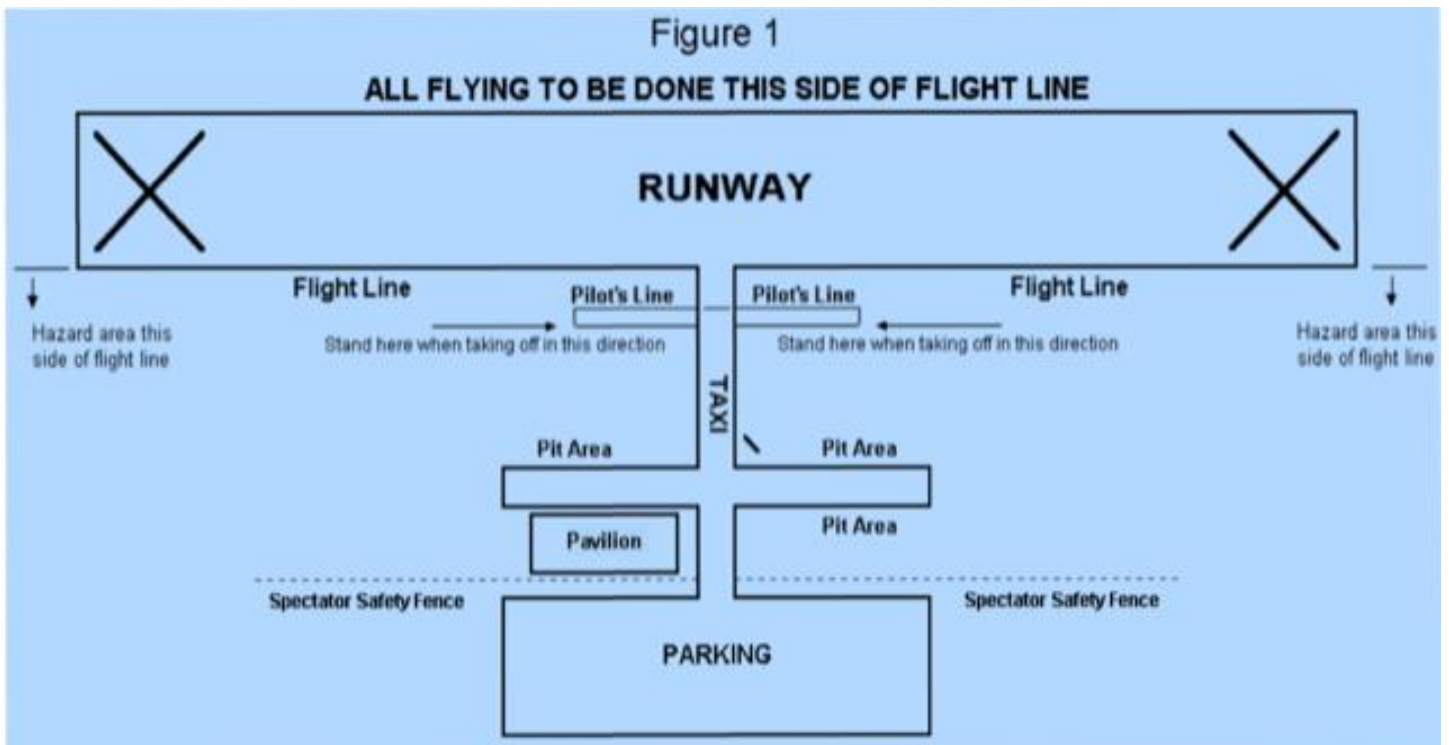 Figure 1
ALL FLYING TO BE DONE THIS SIDE OF FLIGHT LINE
RUNWAY
Flight Line
Pilot's Line
Pilot's Line
Flight Line
Hazard area this
side of flight line
Stand here when taking off in this direction
Stand here when taking off in this direction
Hazard area this
side of flight line
TAXI
Pit Area
Pit Area
Pit Area
Pavilion
Spectator Safety Fence
Spectator Safety Fence
PARKING